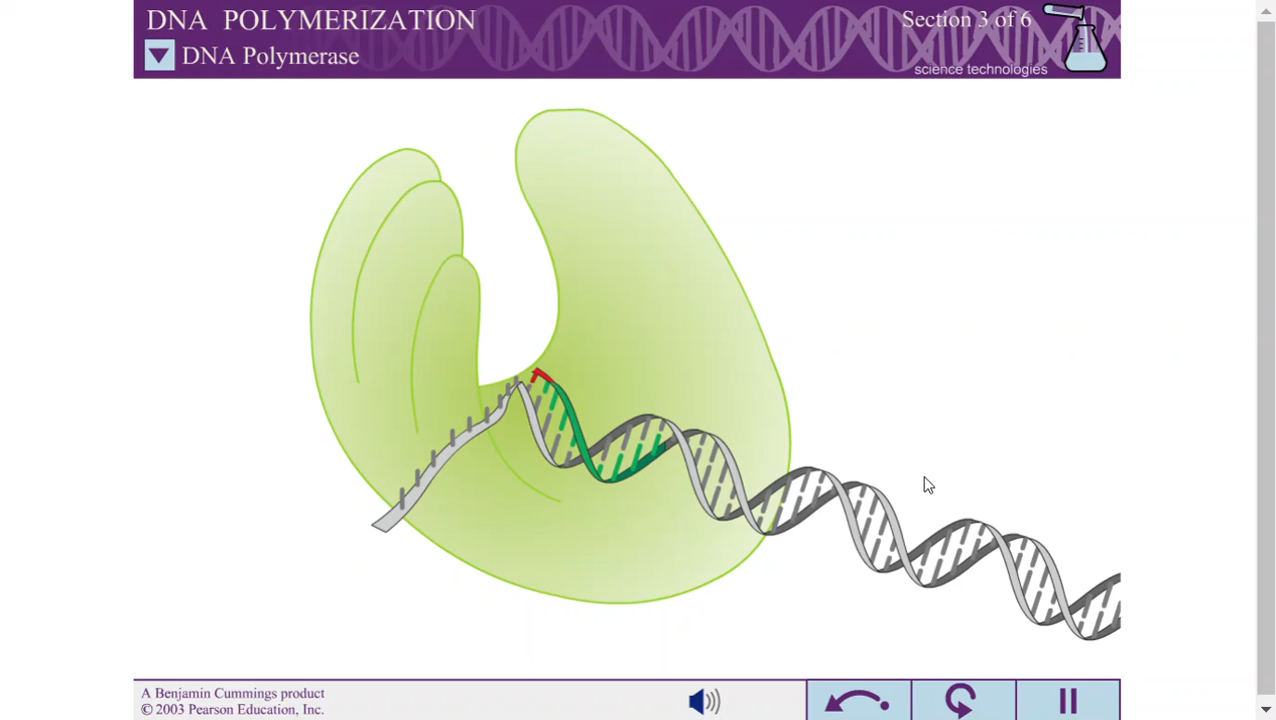 DNA POLYMERIZATION
Section 3 of 6
DNA Polymerase
science technologies
A Benjamin Cummings product
© 2003 Pearson Education, Inc.